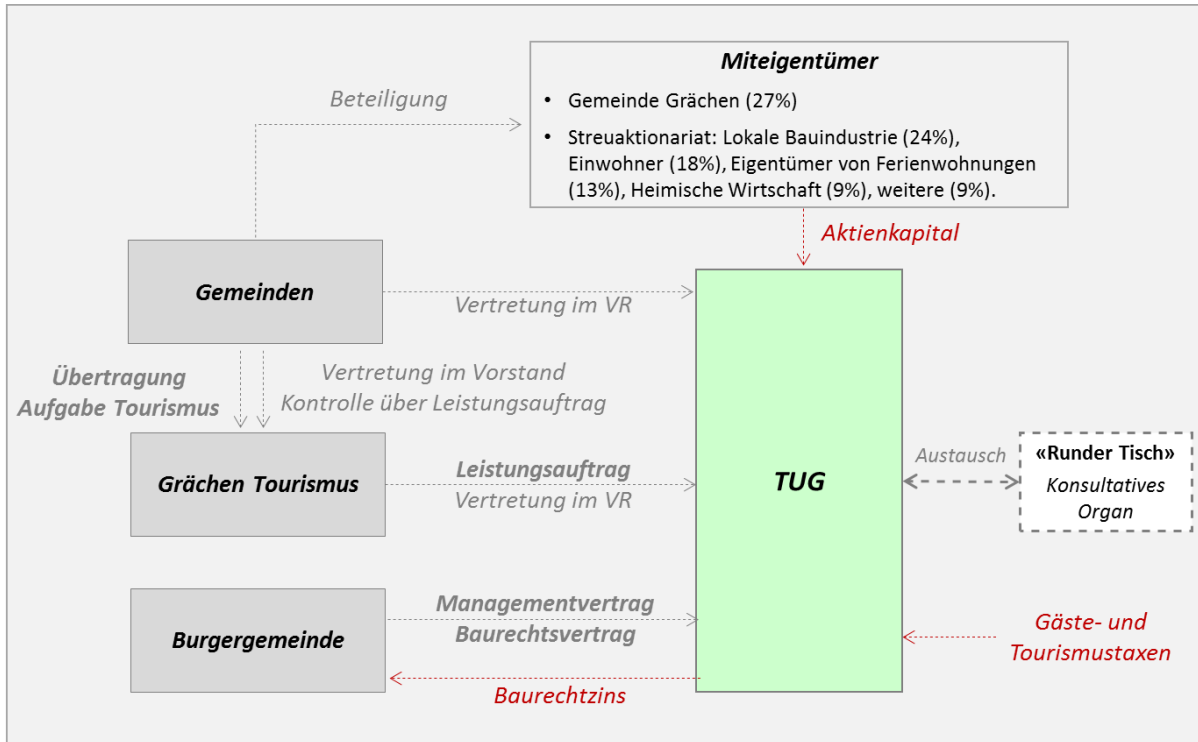 Miteigentümer
• Gemeinde Grächen (27%)
• Streuaktionariat: Lokale Bauindustrie (24%),
Einwohner (18%), Eigentümer von Ferienwohnungen
(13%), Heimische Wirtschaft (9%), weitere (9%).
Beteiligung
Aktienkapital
Gemeinden
Vertretung im VR
Übertragung
Aufgabe Tourismus
Vertretung im Vorstand
Kontrolle über Leistungsauftrag
Grächen Tourismus
Leistungsauftrag
Vertretung im VR
TUG
Austausch
«Runder Tisch»
Konsultatives
Organ
Burgergemeinde
Managementvertrag
Baurechtsvertrag
Baurechtzins
Gäste- und
Tourismustaxen